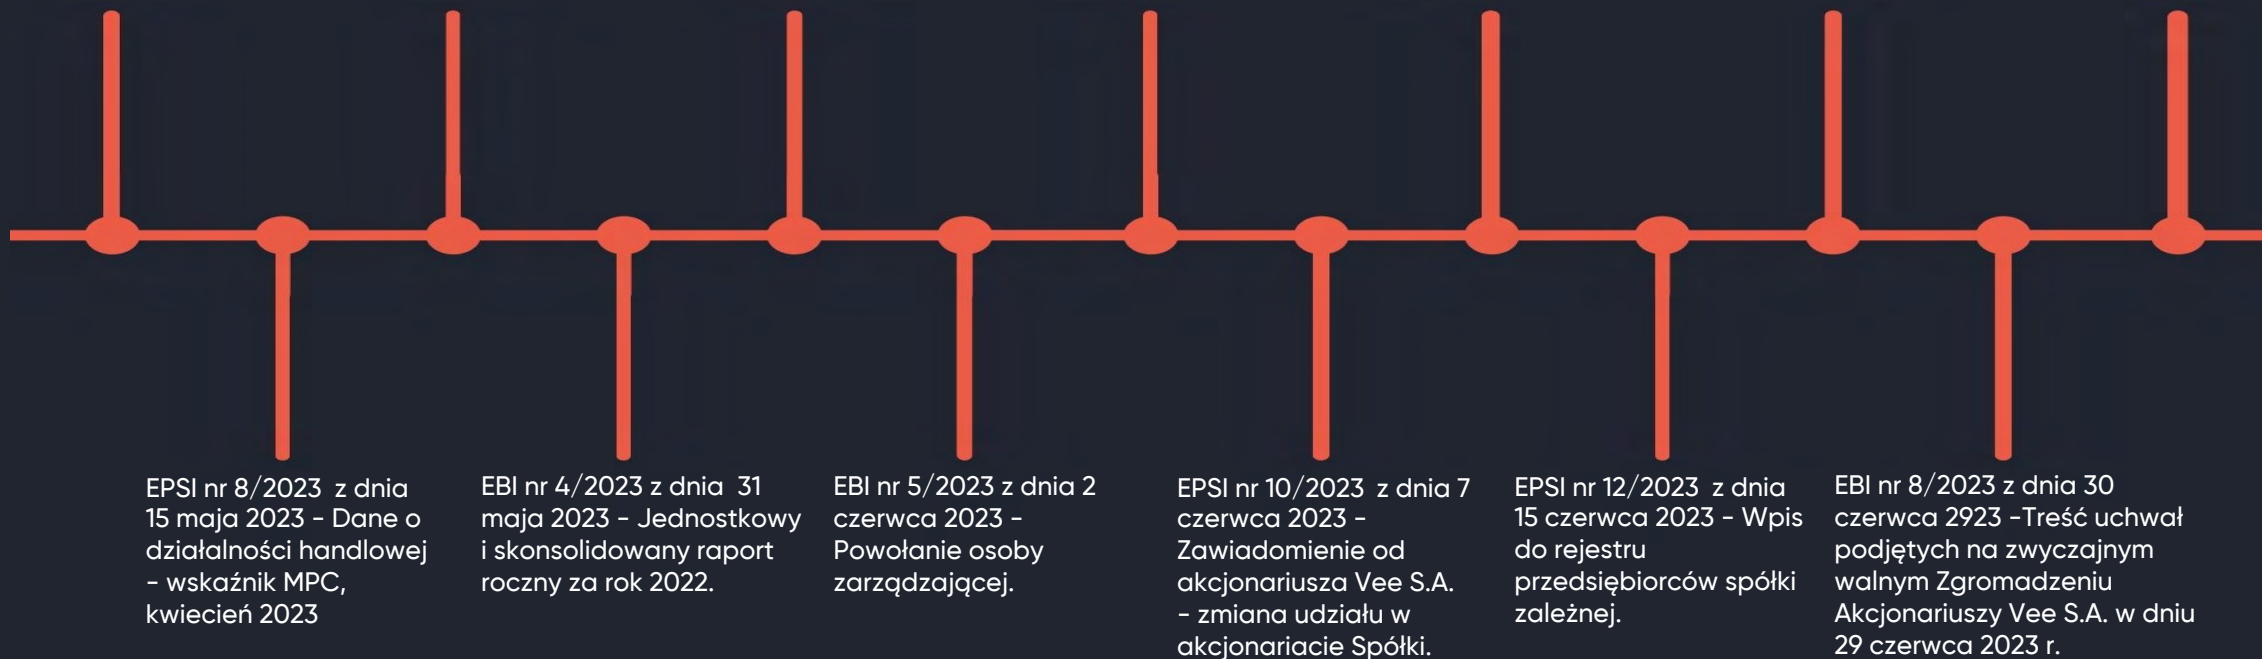 EPSI nr 8/2023 z dnia
15 maja 2023 - Dane o
działalności handlowej
- wskaźnik MPC,
kwiecień 2023
EBI nr 4/2023 z dnia 31
maja 2023 - Jednostkowy
i skonsolidowany raport
roczny za rok 2022.
EBI nr 5/2023 z dnia 2
czerwca 2023 -
Powołanie osoby
zarządzającej.
EPSI nr 10/2023 z dnia 7
czerwca 2023 -
Zawiadomienie od
akcjonariusza Vee S.A.
- zmiana udziału w
akcjonariacie Spółki.
EPSI nr 12/2023 z dnia
15 czerwca 2023 - Wpis
do rejestru
przedsiębiorców spółki
zależnej.
EBI nr 8/2023 z dnia 30
czerwca 2923 -Treść uchwał
podjętych na zwyczajnym
walnym Zgromadzeniu
Akcjonariuszy Vee S.A. w dniu
29 czerwca 2023 r.